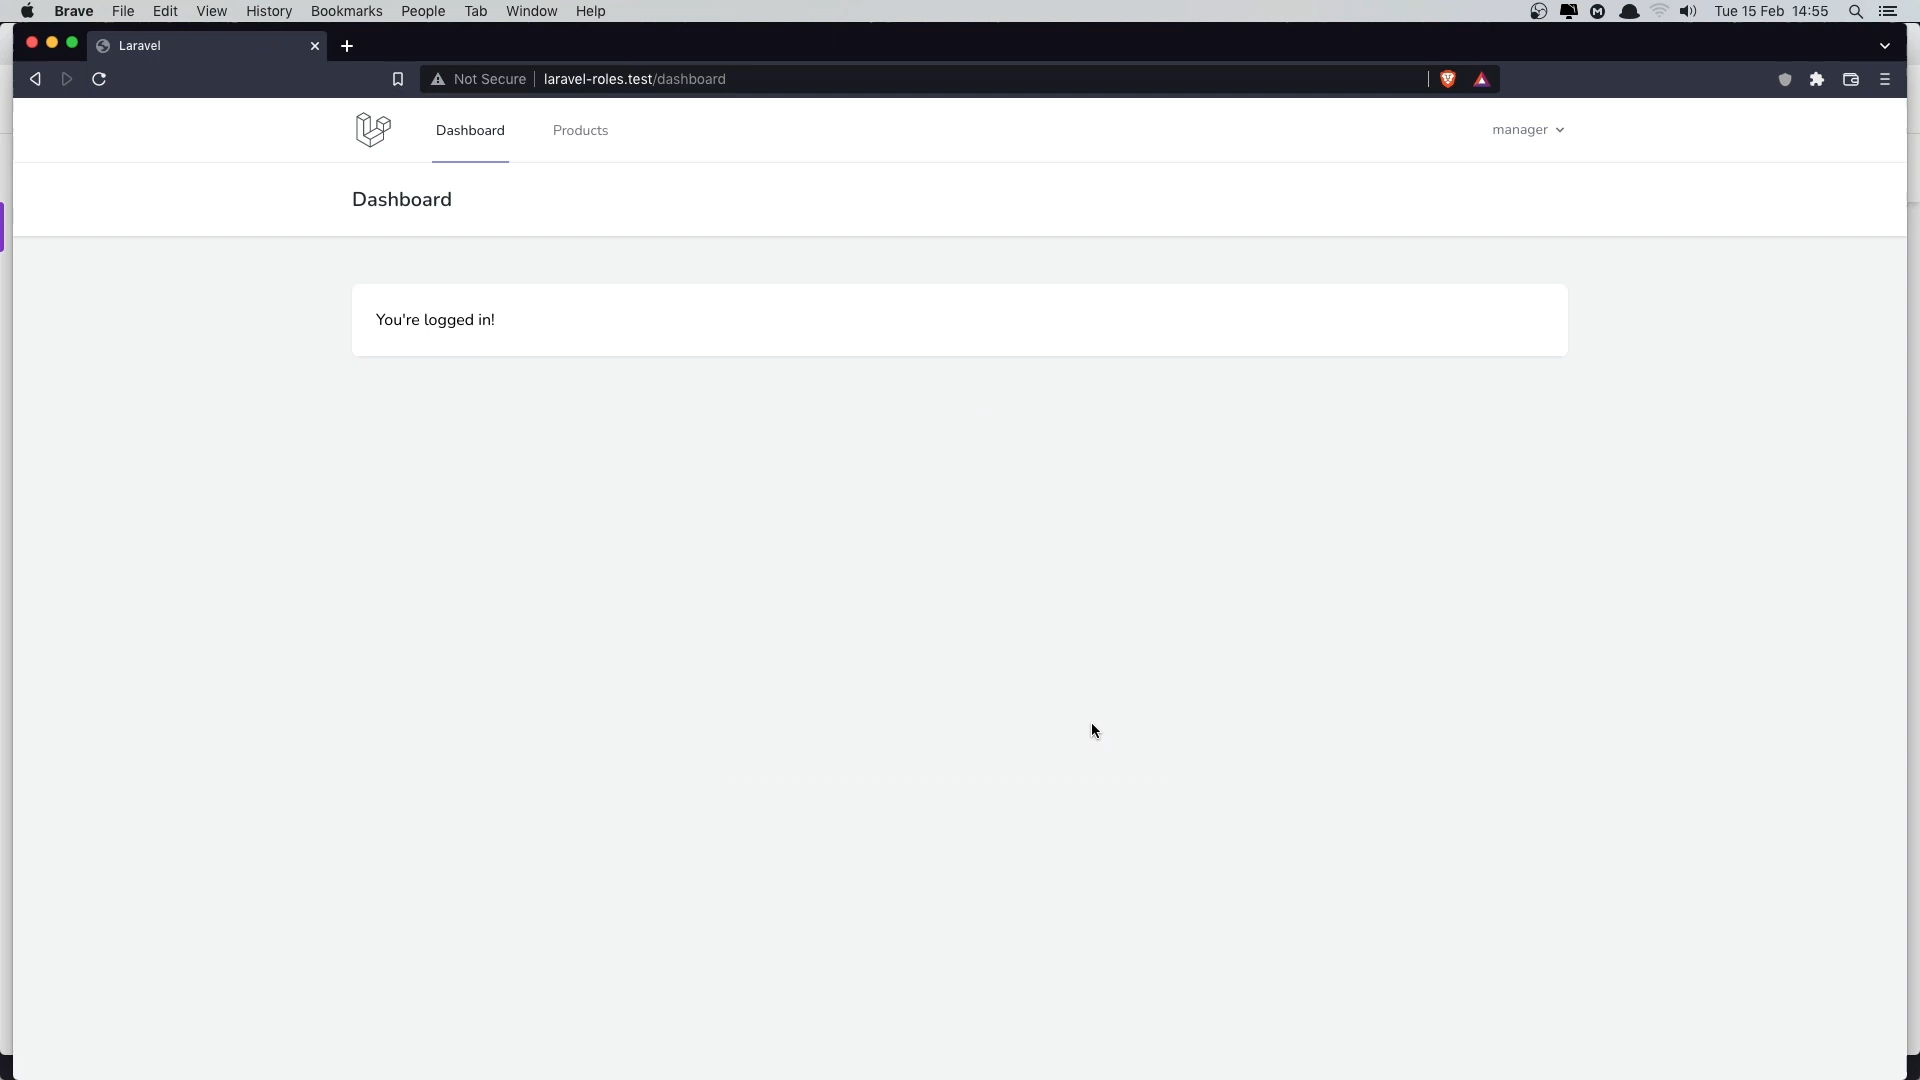 Brave File Edit View History Bookmarks People Tab Window Help Tue 15 Feb 14:55
Laravel
Not Secure laravel-roles.test/dashboard
Dashboard Products manager
Dashboard
You're logged in!